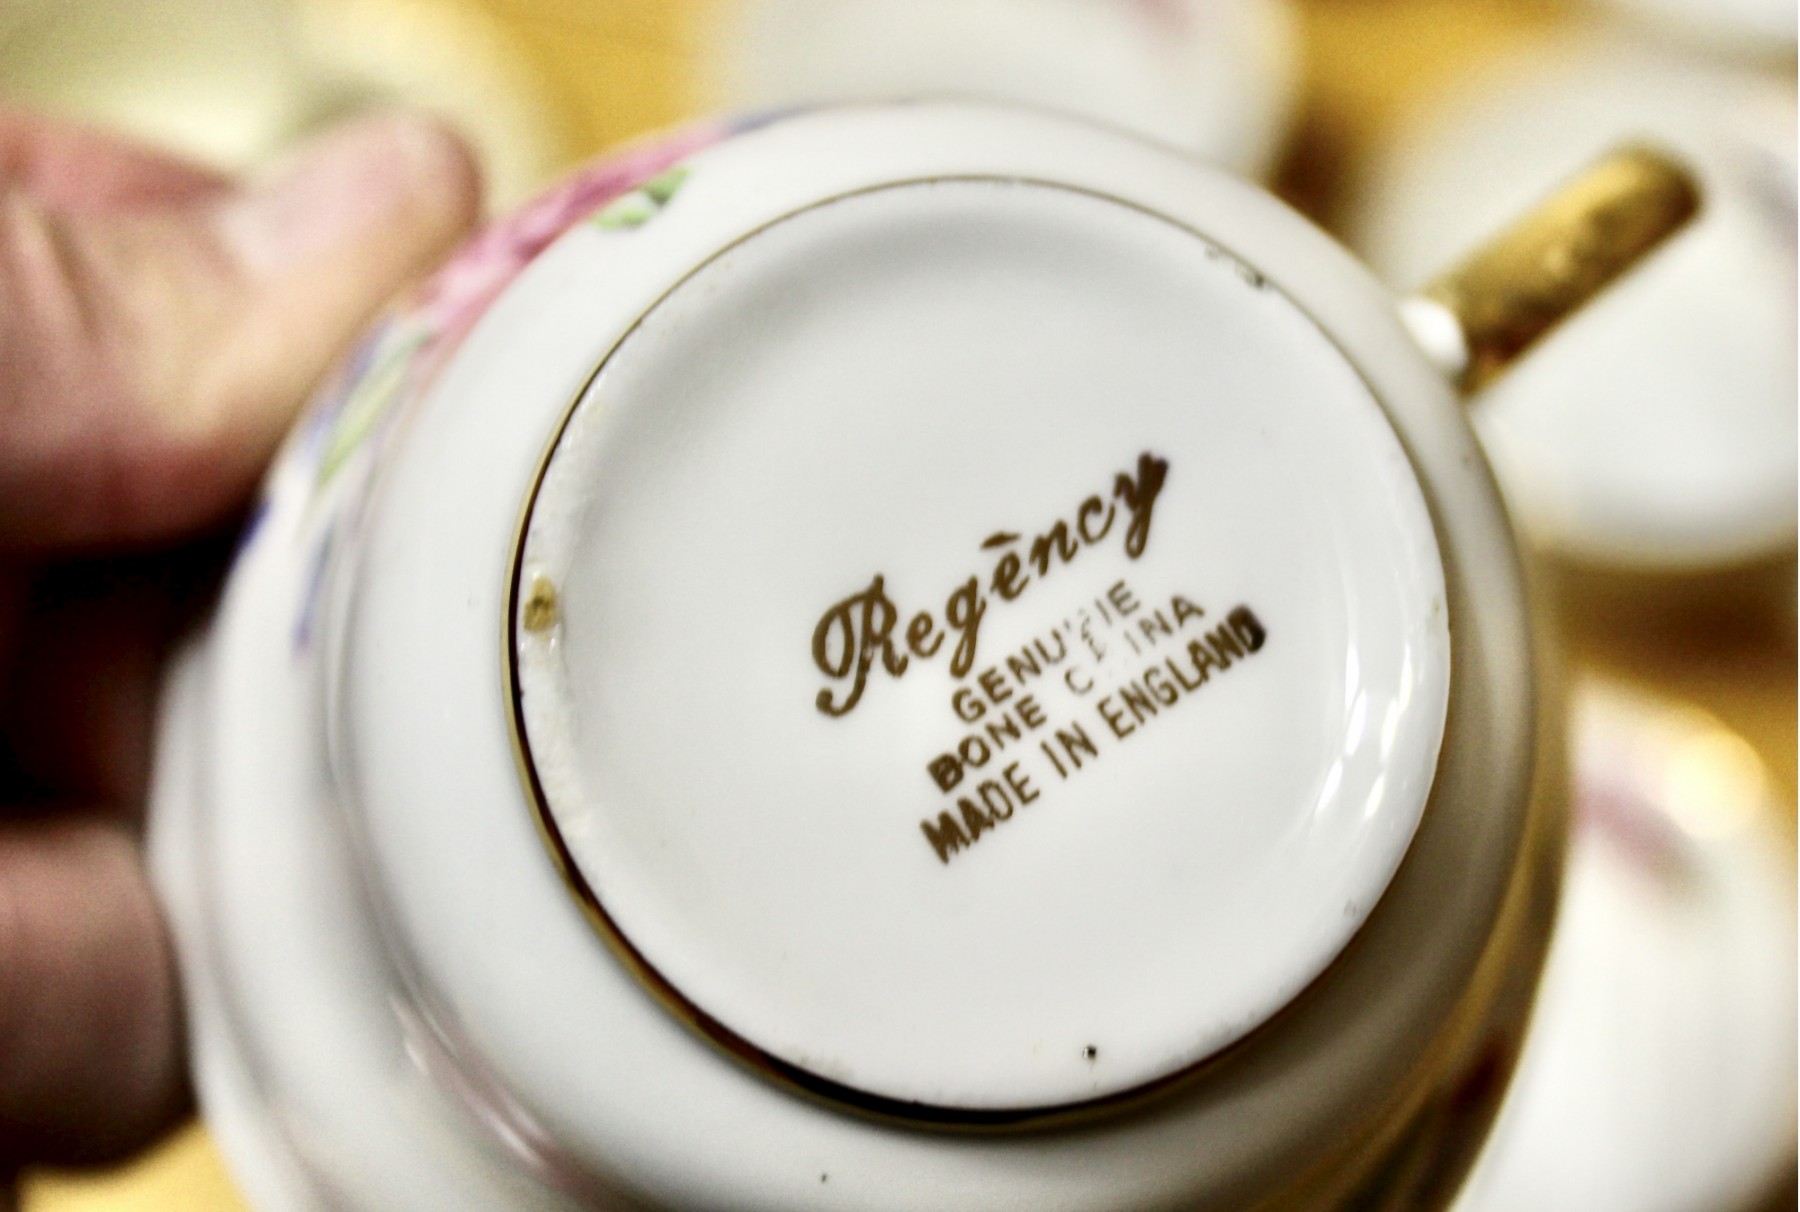 Regèncy
GENUINE
BONE CHINA
MADE IN ENGLAND